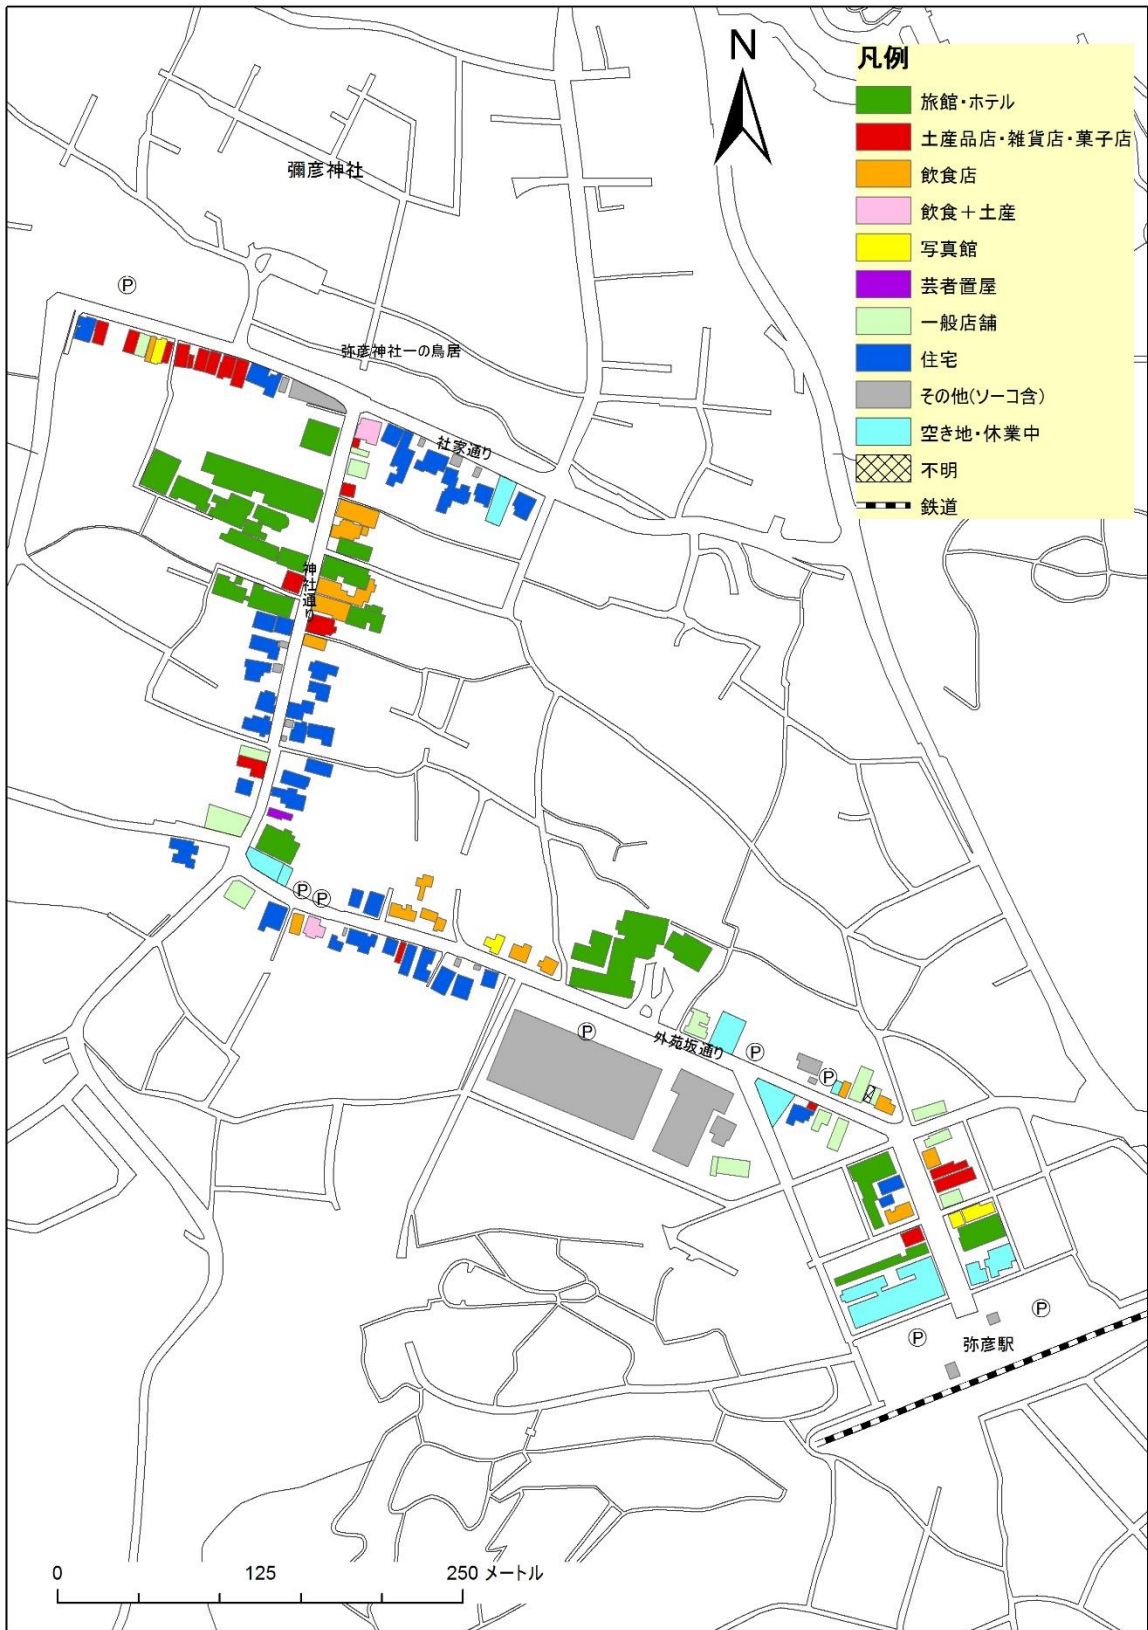 N
凡例
旅館・ホテル
土産品店・雑貨店・菓子店
飲食店
飲食＋土産
写真館
芸者置屋
一般店舗
住宅
その他(ソーコ含)
空き地・休業中
不明
鉄道
彌彦神社
P
弥彦神社一の鳥居
社家通り
神社通り
P
P
P
外苑坂通り
P
P
P
P
弥彦駅
0 125 250 メートル